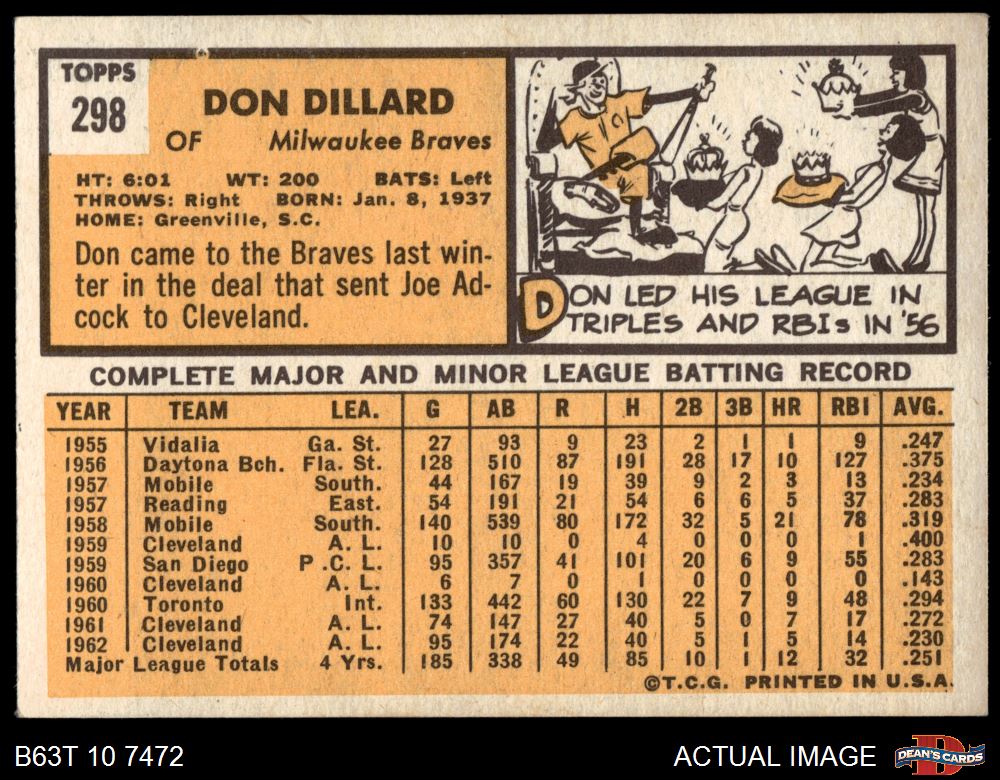 TOPPS
298
DON DILLARD
OF Milwaukee Braves
HT: 6:01 WT: 200 BATS: Left
THROWS: Right BORN: Jan. 8, 1937
HOME: Greenville, S.C.
Don came to the Braves last win-
ter in the deal that sent Joe Ad-
cock to Cleveland.
C
DON LED HIS LEAGUE IN
TRIPLES AND RBIs IN '56
COMPLETE MAJOR AND MINOR LEAGUE BATTING RECORD
YEAR TEAM LEA. G AB R H 2B 3B HR RBI AVG.
1955 Vidalia Ga. St. 27 93 9 23 2 1 1 9 .247
1956 Daytona Bch. Fla. St. 128 510 87 191 28 17 10 127 .375
1957 Mobile South. 44 167 19 39 9 2 3 13 .234
1957 Reading East. 54 191 21 54 6 6 5 37 .283
1958 Mobile South. 140 539 80 172 32 5 21 78 .319
1959 Cleveland A. L. 10 10 0 4 0 0 0 1 .400
1959 San Diego P .C. L. 95 357 41 101 20 6 9 55 .283
1960 Cleveland A. L. 6 7 0 1 0 0 0 0 .143
1960 Toronto Int. 133 442 60 130 22 7 9 48 .294
1961 Cleveland A. L. 74 147 27 40 5 0 7 17 .272
1962 Cleveland A. L. 95 174 22 40 5 1 5 14 .230
Major League Totals 4 Yrs. 185 338 49 85 10 1 12 32 .251
©T.C.G. PRINTED IN U.S.A.
B63T 10 7472
ACTUAL IMAGE
D
DEAN'S CARDS